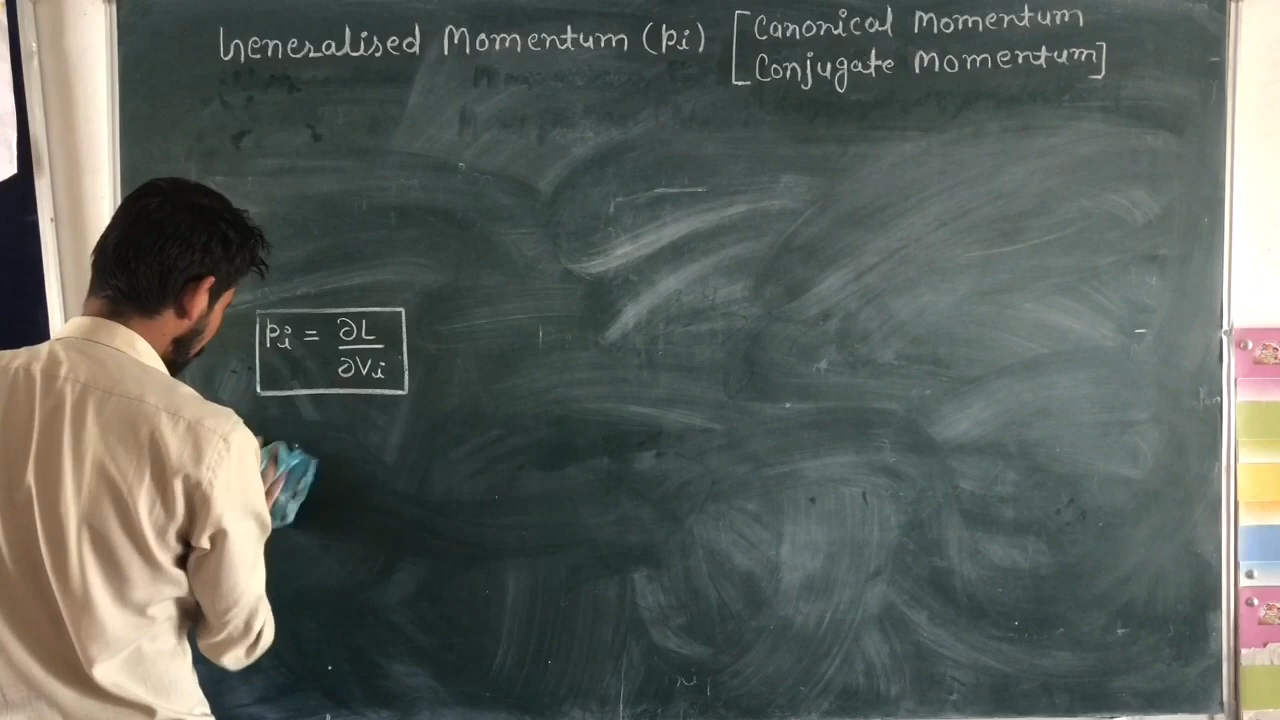 Generalised Momentum (pi) [Canonical Momentum
Conjugate Momentum]
pi = ∂L/∂Vi